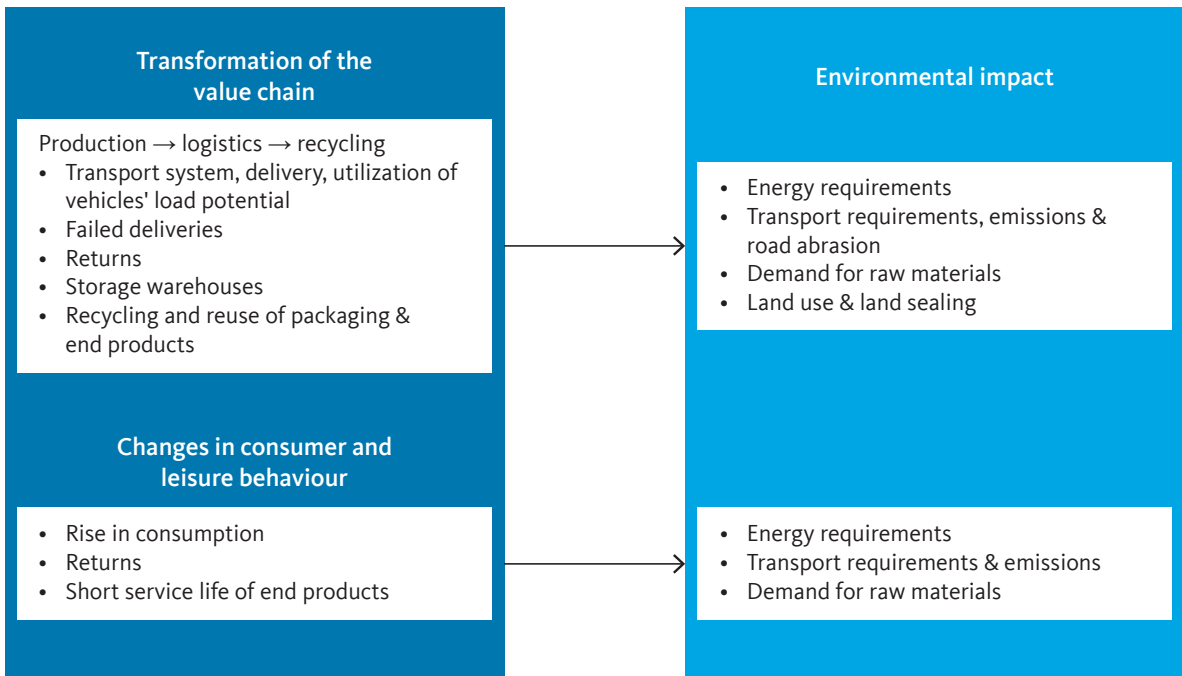 Transformation of the
value chain
Production → logistics → recycling
• Transport system, delivery, utilization of
vehicles' load potential
• Failed deliveries
• Returns
• Storage warehouses
• Recycling and reuse of packaging &
end products
Changes in consumer and
leisure behaviour
• Rise in consumption
• Returns
• Short service life of end products
Environmental impact
• Energy requirements
• Transport requirements, emissions &
road abrasion
• Demand for raw materials
• Land use & land sealing
• Energy requirements
• Transport requirements & emissions
• Demand for raw materials